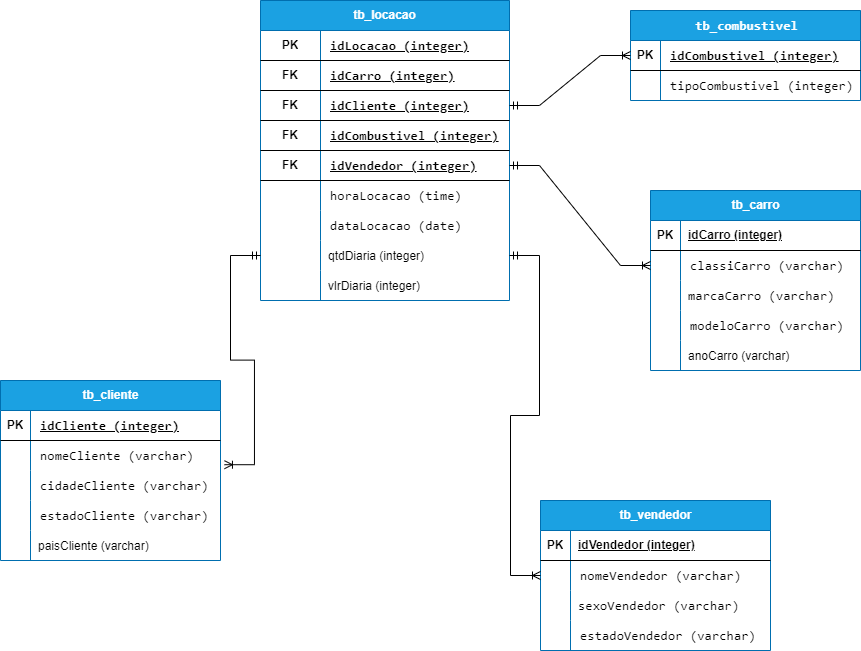 tb_locacao
PK idLocacao (integer)
FK idCarro (integer)
FK idCliente (integer)
FK idCombustivel (integer)
FK idVendedor (integer)
horaLocacao (time)
dataLocacao (date)
qtdDiaria (integer)
vlrDiaria (integer)
tb_combustivel
PK idCombustivel (integer)
tipoCombustivel (integer)
tb_carro
PK idCarro (integer)
classiCarro (varchar)
marcaCarro (varchar)
modeloCarro (varchar)
anoCarro (varchar)
tb_cliente
PK idCliente (integer)
nomeCliente (varchar)
cidadeCliente (varchar)
estadoCliente (varchar)
paisCliente (varchar)
tb_vendedor
PK idVendedor (integer)
nomeVendedor (varchar)
sexoVendedor (varchar)
estadoVendedor (varchar)